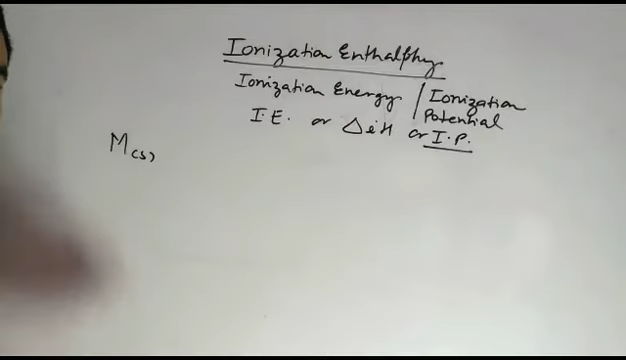 Ionization Enthalphy
Ionization Energy / Ionization Potential
I.E. or ΔiH or I.P.
M(s)